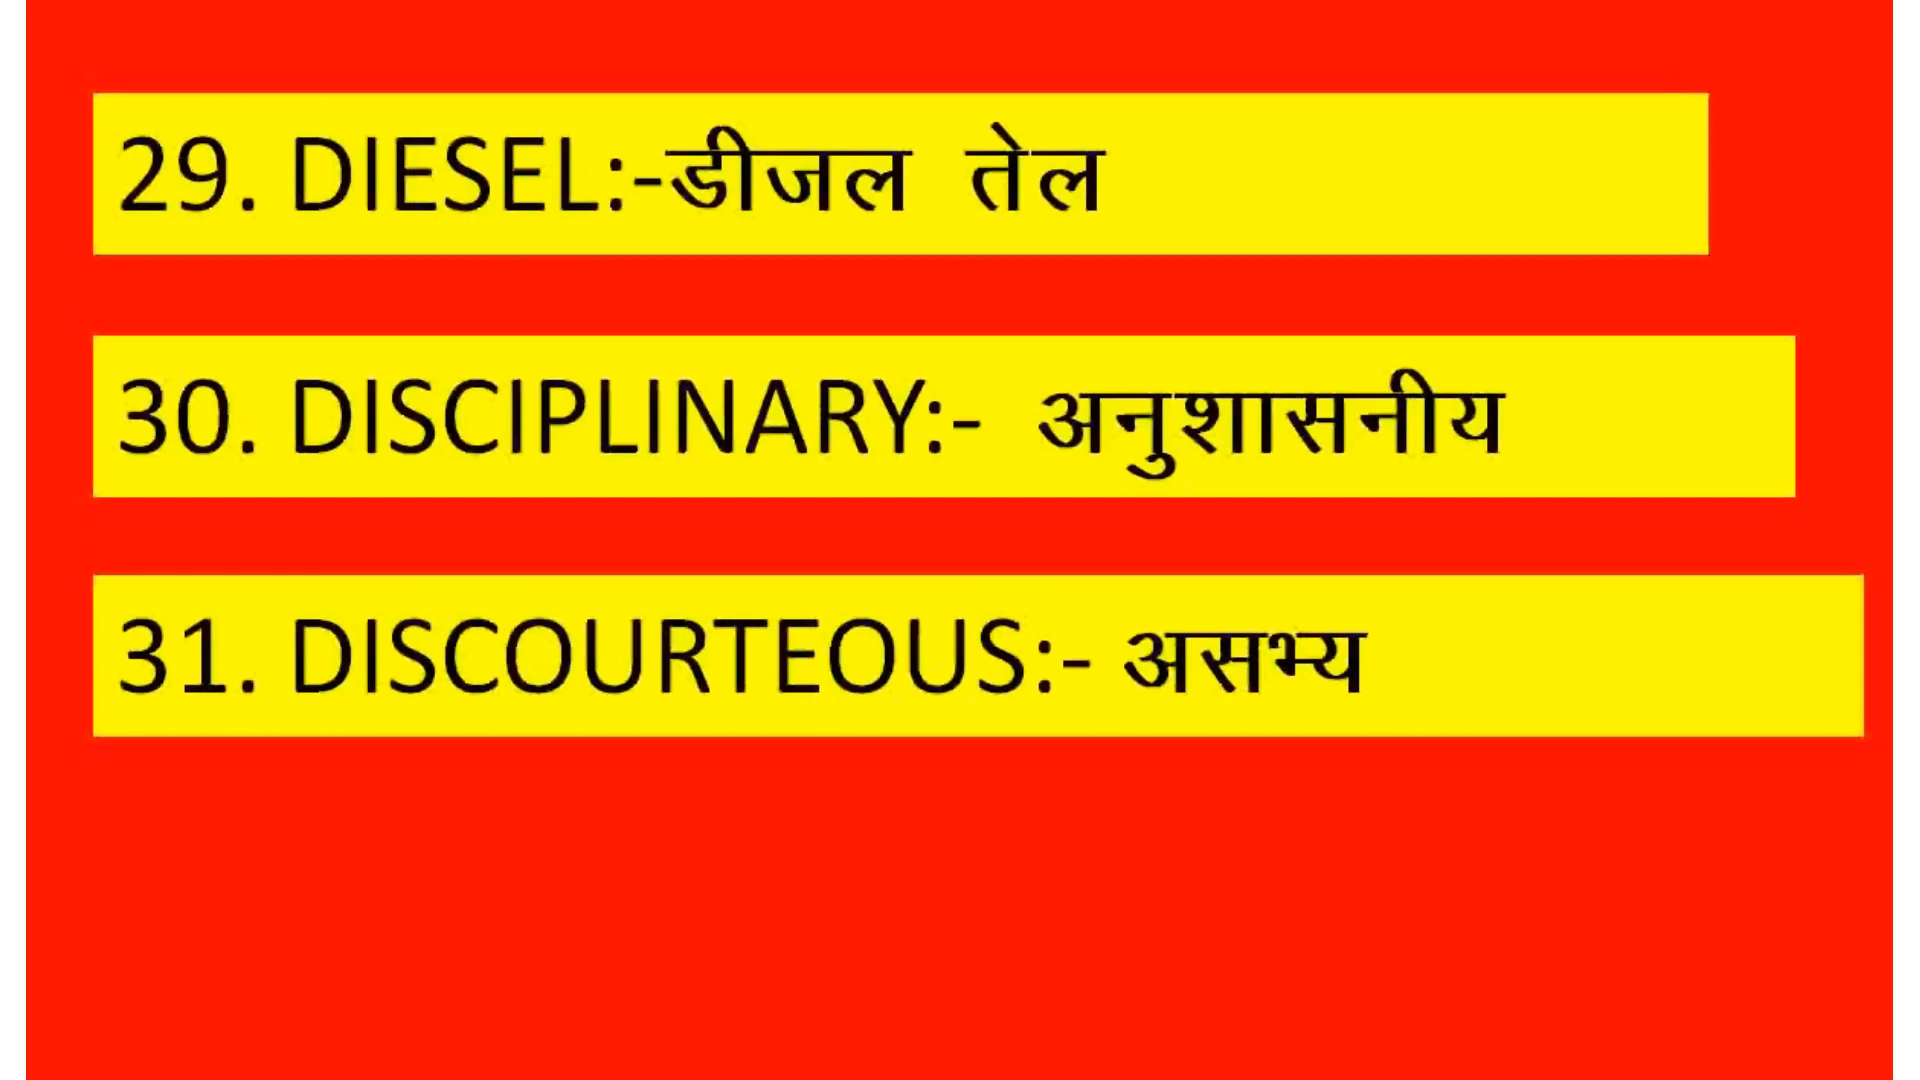 29. DIESEL:-डीजल तेल
30. DISCIPLINARY:- अनुशासनीय
31. DISCOURTEOUS:- असभ्य